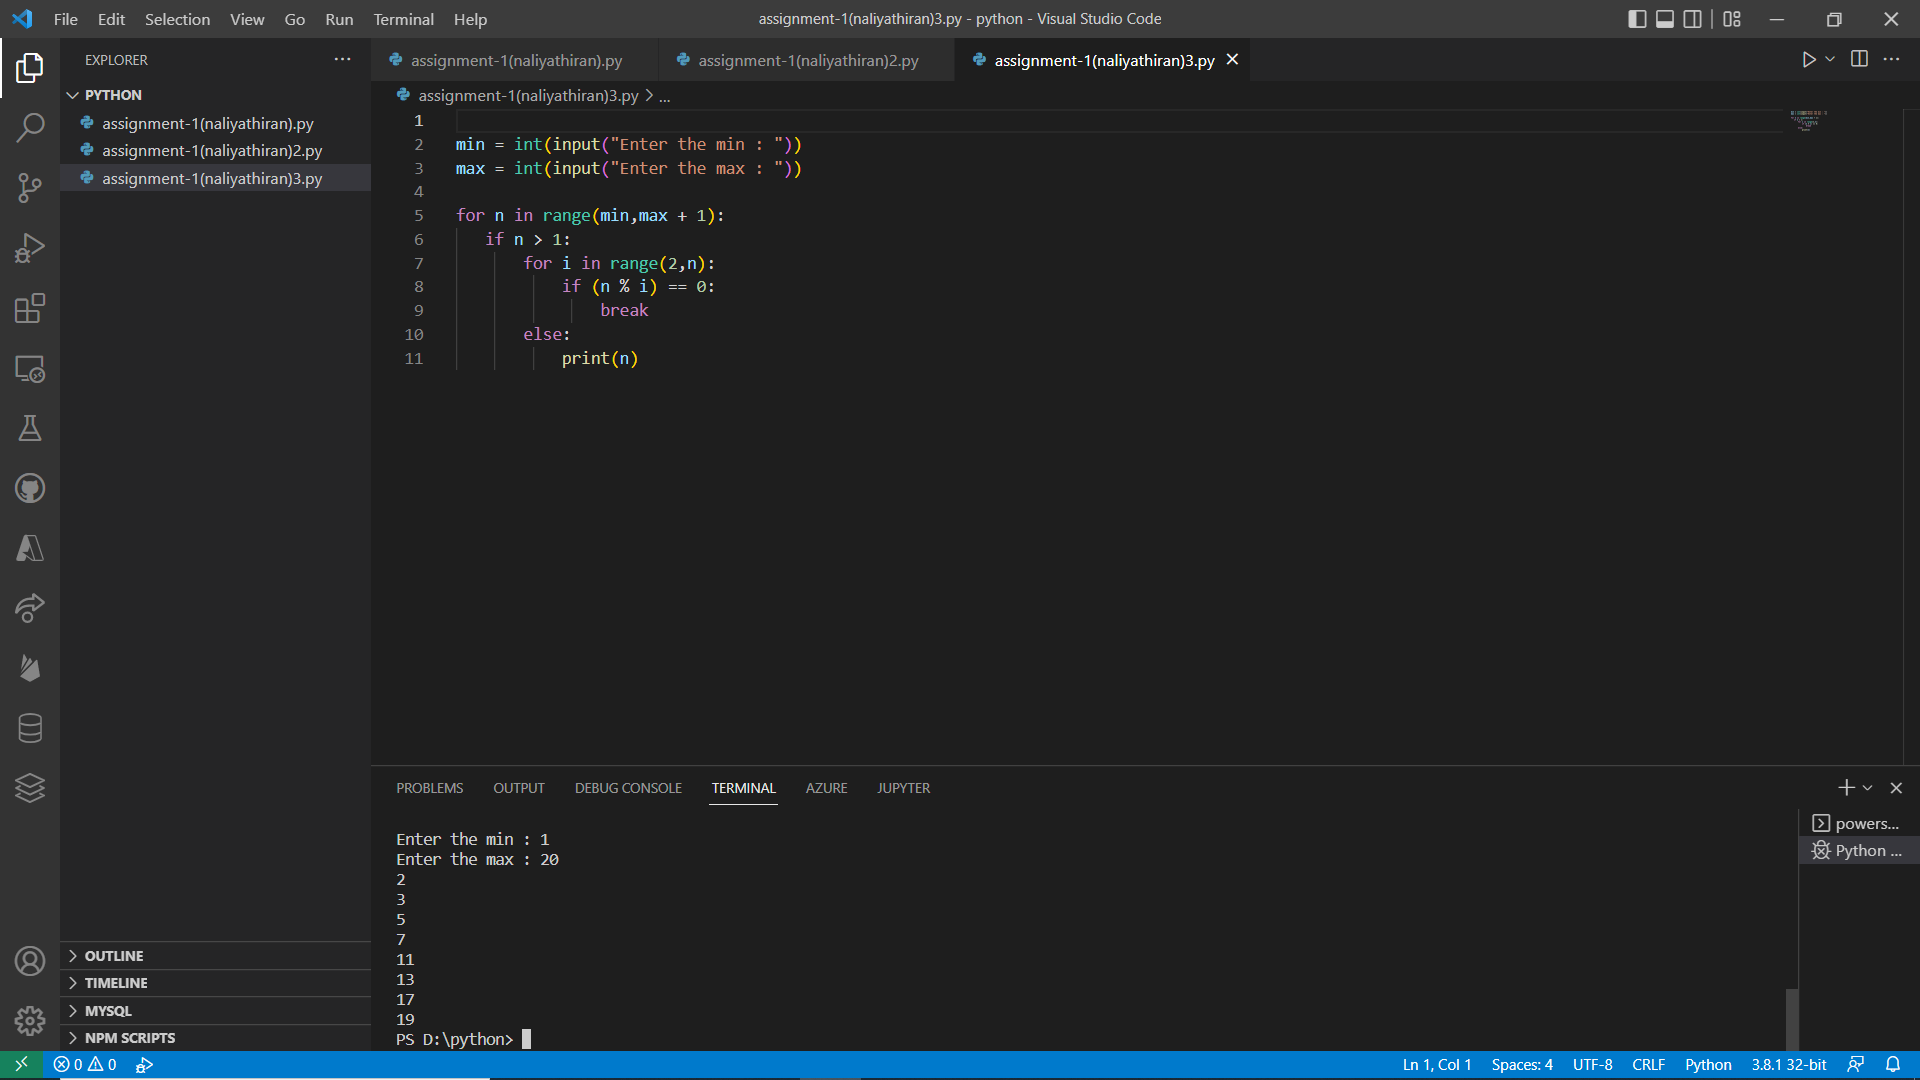 File Edit Selection View Go Run Terminal Help
assignment-1(naliyathiran)3.py - python - Visual Studio Code
EXPLORER
PYTHON
assignment-1(naliyathiran).py
assignment-1(naliyathiran)2.py
assignment-1(naliyathiran)3.py
OUTLINE
TIMELINE
MYSQL
NPM SCRIPTS
assignment-1(naliyathiran).py assignment-1(naliyathiran)2.py assignment-1(naliyathiran)3.py
assignment-1(naliyathiran)3.py > ...
1
2 min = int(input("Enter the min : "))
3 max = int(input("Enter the max : "))
4
5 for n in range(min,max + 1):
6 if n > 1:
7 for i in range(2,n):
8 if (n % i) == 0:
9 break
10 else:
11 print(n)
PROBLEMS OUTPUT DEBUG CONSOLE TERMINAL AZURE JUPYTER
Enter the min : 1
Enter the max : 20
2
3
5
7
11
13
17
19
PS D:\python>
powers...
Python ...
0 0
Ln 1, Col 1 Spaces: 4 UTF-8 CRLF Python 3.8.1 32-bit